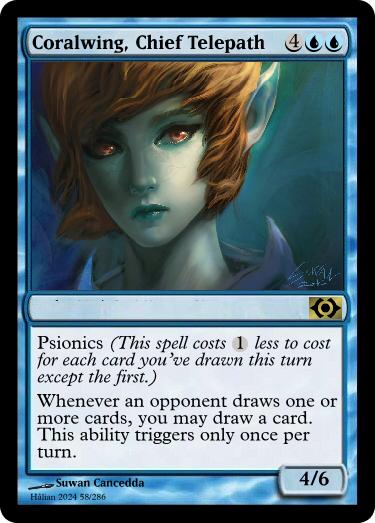 Coralwing, Chief Telepath 4
Psionics (This spell costs 1 less to cost
for each card you've drawn this turn
except the first.)
Whenever an opponent draws one or
more cards, you may draw a card.
This ability triggers only once per
turn.
4/6
Suwan Cancedda
Hålian 2024 58/286